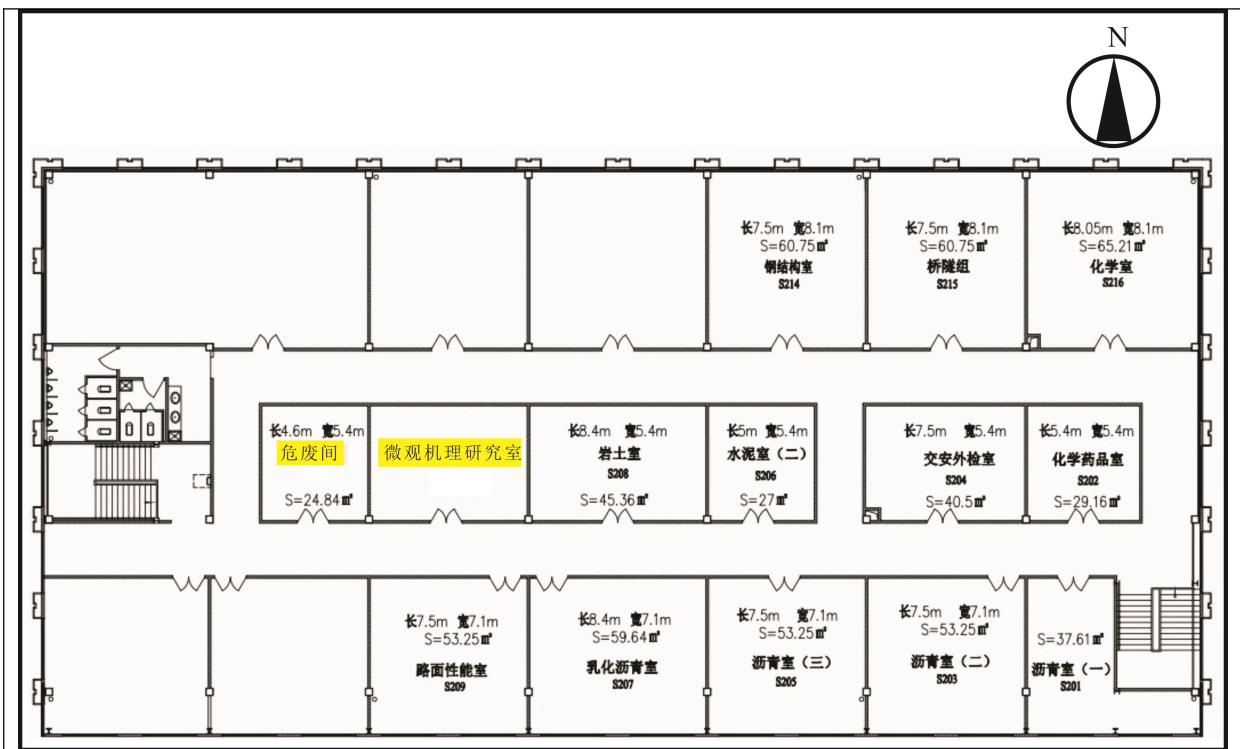 N
长7.5m 宽8.1m
S=60.75㎡
钢结构室
S214
长7.5m 宽8.1m
S=60.75㎡
桥隧组
S215
长8.05m 宽8.1m
S=65.21㎡
化学室
S216
长4.6m 宽5.4m
危废间
S=24.84㎡
微观机理研究室
长8.4m 宽5.4m
岩土室
S208
S=45.36㎡
长5m 宽5.4m
水泥室（二）
S206
S=27㎡
长7.5m 宽5.4m
交安外检室
S204
S=40.5㎡
长5.4m 宽5.4m
化学药品室
S202
S=29.16㎡
长7.5m 宽7.1m
S=53.25㎡
路面性能室
S209
长8.4m 宽7.1m
S=59.64㎡
乳化沥青室
S207
长7.5m 宽7.1m
S=53.25㎡
沥青室（三）
S205
长7.5m 宽7.1m
S=53.25㎡
沥青室（二）
S203
S=37.61㎡
沥青室（一）
S201